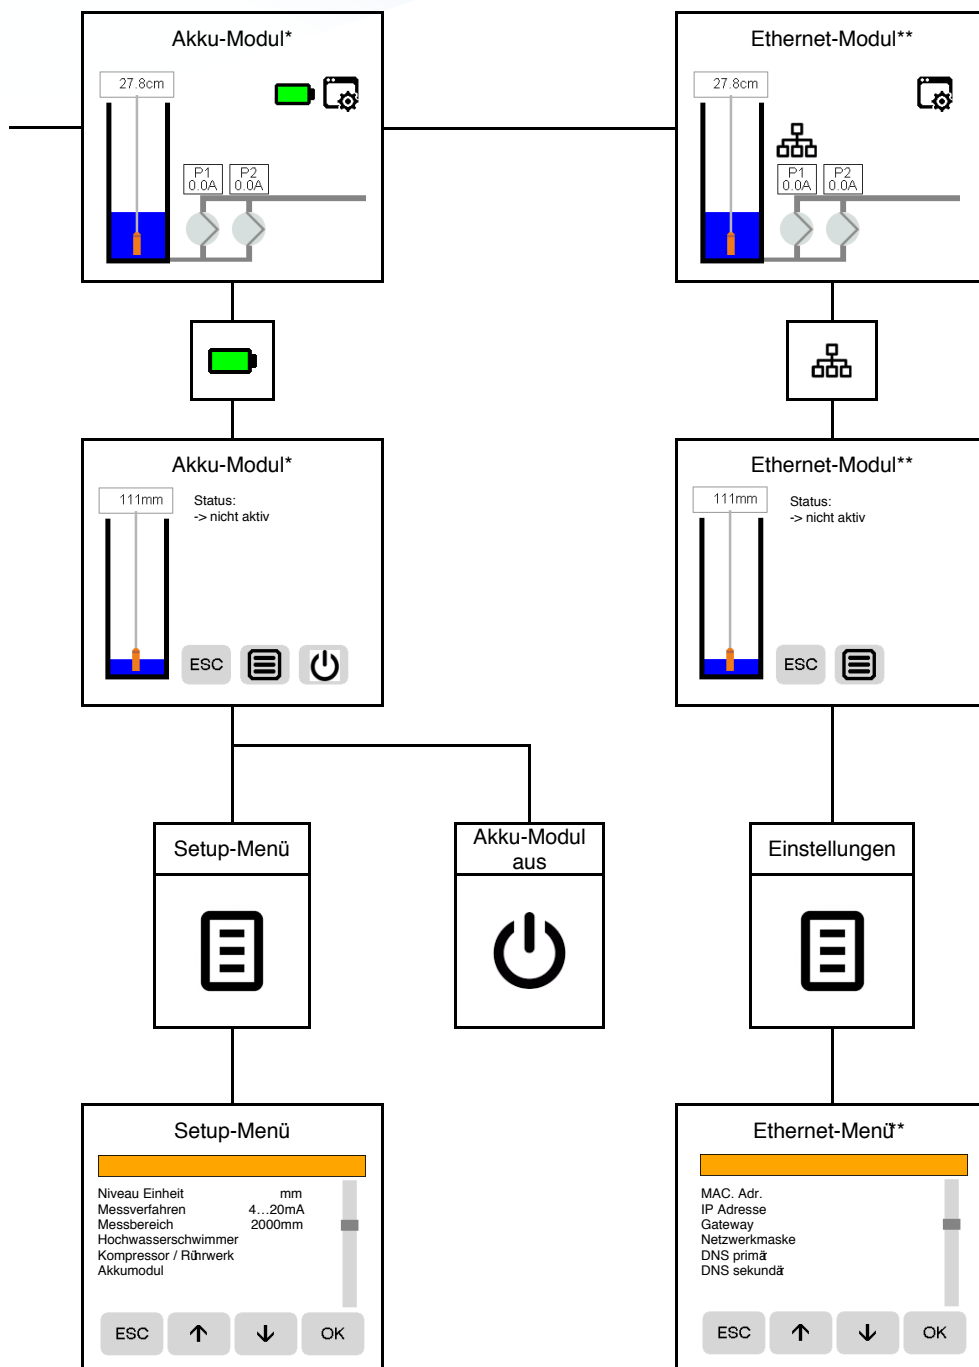 Akku-Modul*
27.8cm
P1
0.0A
P2
0.0A
Ethernet-Modul**
27.8cm
P1
0.0A
P2
0.0A
Akku-Modul*
111mm
Status:
-> nicht aktiv
ESC
Ethernet-Modul**
111mm
Status:
-> nicht aktiv
ESC
Setup-Menü
Akku-Modul
aus
Einstellungen
Setup-Menü
Niveau Einheit mm
Messverfahren 4...20mA
Messbereich 2000mm
Hochwasserschwimmer
Kompressor / Rührwerk
Akkumodul
ESC ↑ ↓ OK
Ethernet-Menü**
MAC. Adr.
IP Adresse
Gateway
Netzwerkmaske
DNS primär
DNS sekundär
ESC ↑ ↓ OK